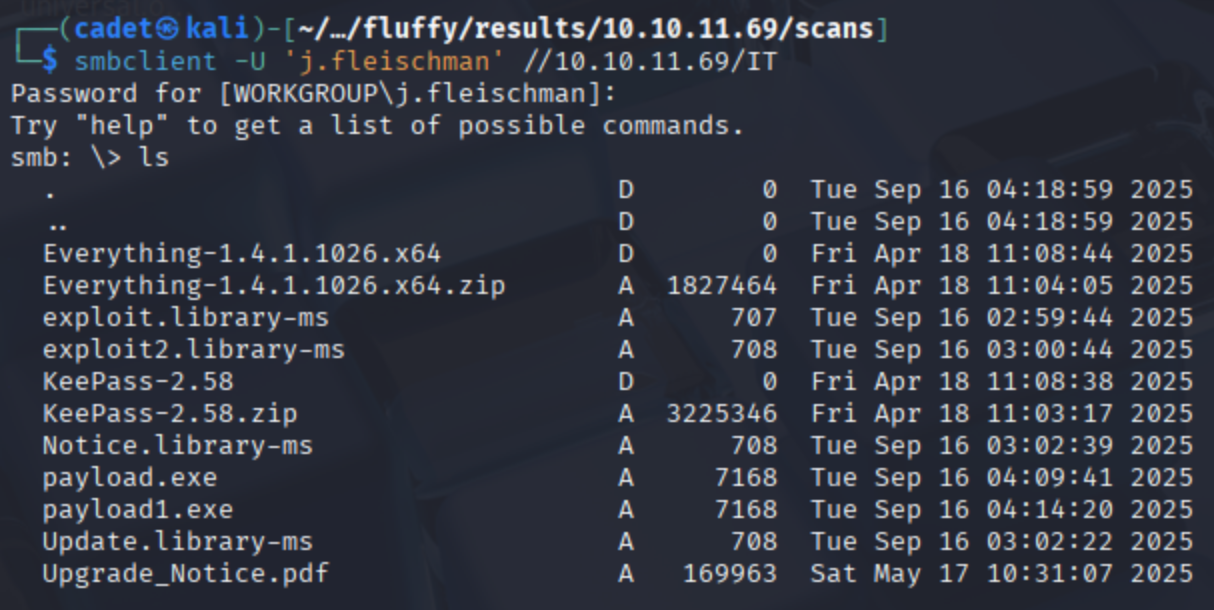 ┌──(cadet㉿kali)-[~/…/fluffy/results/10.10.11.69/scans]
└─$ smbclient -U 'j.fleischman' //10.10.11.69/IT
Password for [WORKGROUP\j.fleischman]:
Try "help" to get a list of possible commands.
smb: \> ls
  .                                   D        0  Tue Sep 16 04:18:59 2025
  ..                                  D        0  Tue Sep 16 04:18:59 2025
  Everything-1.4.1.1026.x64           D        0  Fri Apr 18 11:08:44 2025
  Everything-1.4.1.1026.x64.zip       A  1827464  Fri Apr 18 11:04:05 2025
  exploit.library-ms                  A      707  Tue Sep 16 02:59:44 2025
  exploit2.library-ms                 A      708  Tue Sep 16 03:00:44 2025
  KeePass-2.58                        D        0  Fri Apr 18 11:08:38 2025
  KeePass-2.58.zip                    A  3225346  Fri Apr 18 11:03:17 2025
  Notice.library-ms                   A      708  Tue Sep 16 03:02:39 2025
  payload.exe                         A     7168  Tue Sep 16 04:09:41 2025
  payload1.exe                        A     7168  Tue Sep 16 04:14:20 2025
  Update.library-ms                   A      708  Tue Sep 16 03:02:22 2025
  Upgrade_Notice.pdf                  A   169963  Sat May 17 10:31:07 2025